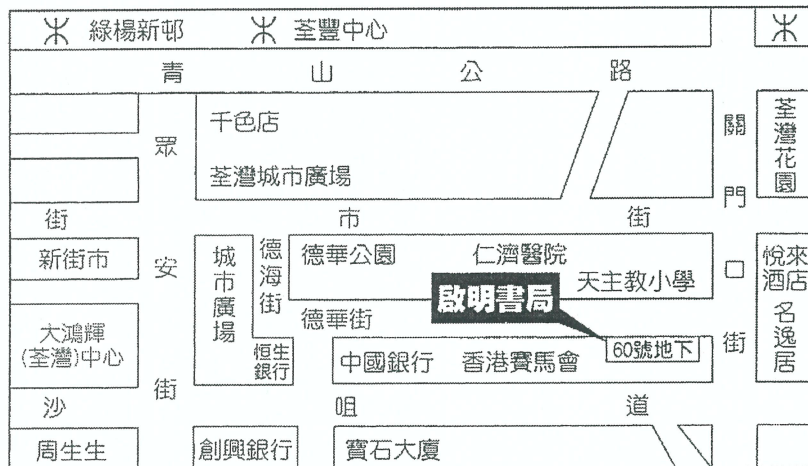 綠楊新邨
荃豐中心
青山公路
千色店
荃灣城市廣場
眾安街
關門口街
荃灣花園
街市街
新街市
城市廣場
德海街
德華公園
仁濟醫院
天主教小學
悅來酒店
名逸居
啟明書局
德華街
大鴻輝
(荃灣)中心
恒生
銀行
中國銀行
香港賽馬會
60號地下
沙咀道
周生生
創興銀行
寶石大廈